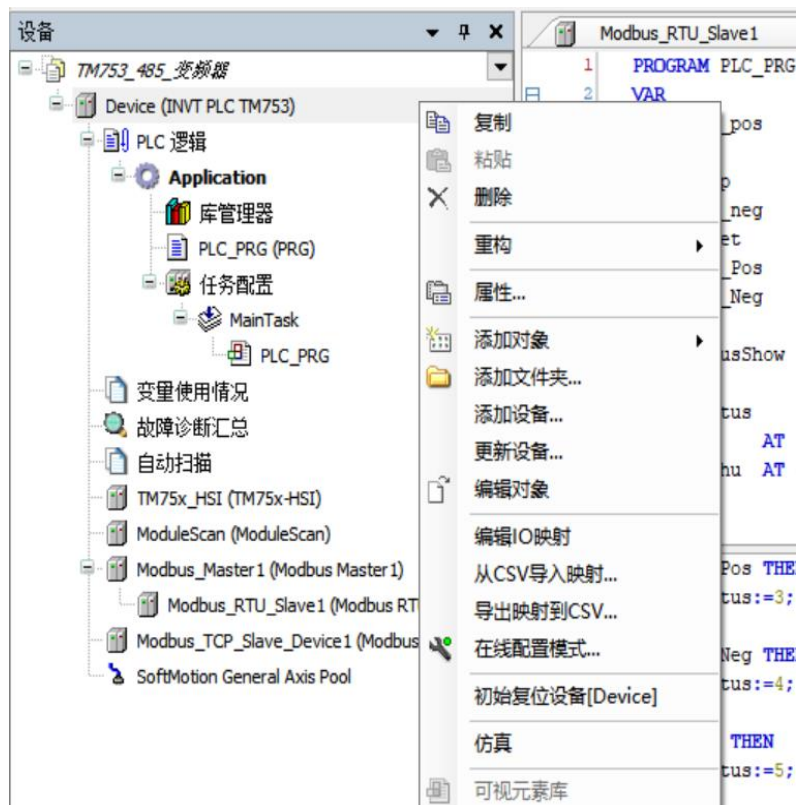 设备
TM753_485_变频器
Device (INVT PLC TM753)
PLC 逻辑
Application
库管理器
PLC_PRG (PRG)
任务配置
MainTask
PLC_PRG
变量使用情况
故障诊断汇总
自动扫描
TM75x_HSI (TM75x-HSI)
ModuleScan (ModuleScan)
Modbus_Master1 (Modbus Master1)
Modbus_RTU_Slave1 (Modbus RT
Modbus_TCP_Slave_Device1 (Modbus
SoftMotion General Axis Pool
复制
粘贴
删除
重构
属性...
添加对象
添加文件夹...
添加设备...
更新设备...
编辑对象
编辑IO映射
从CSV导入映射...
导出映射到CSV...
在线配置模式...
初始复位设备[Device]
仿真
可视元素库
Modbus_RTU_Slave1
1 PROGRAM PLC_PRG
2 VAR
_pos
_neg
et
_Pos
_Neg
usShow
tus
AT
hu AT
Pos THE
tus:=3;
Neg THE
tus:=4;
THEN
tus:=5;